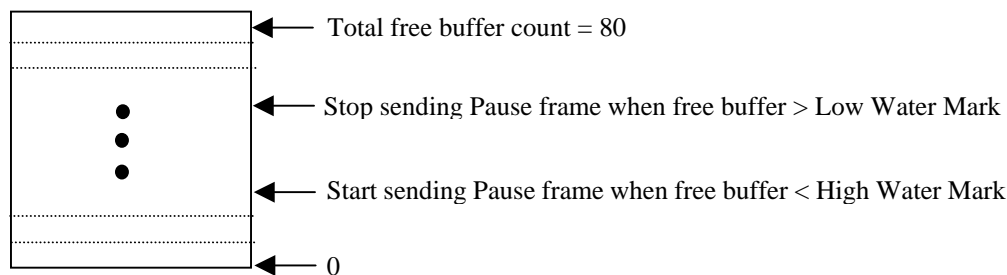 Total free buffer count = 80
Stop sending Pause frame when free buffer > Low Water Mark
Start sending Pause frame when free buffer < High Water Mark
0